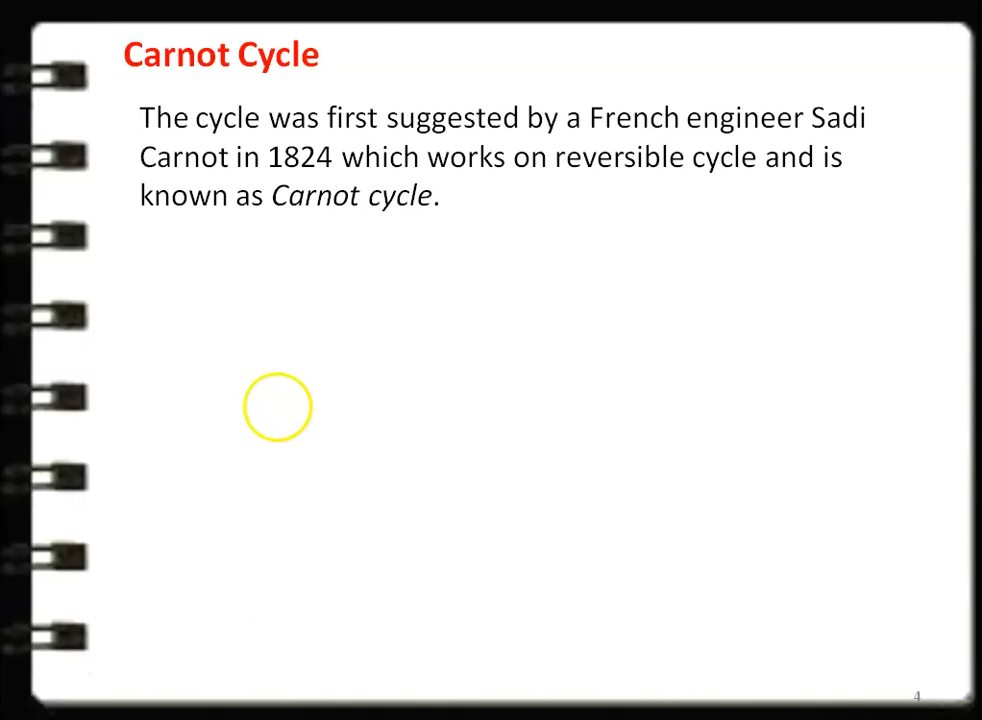 Carnot Cycle
The cycle was first suggested by a French engineer Sadi
Carnot in 1824 which works on reversible cycle and is
known as Carnot cycle.
4